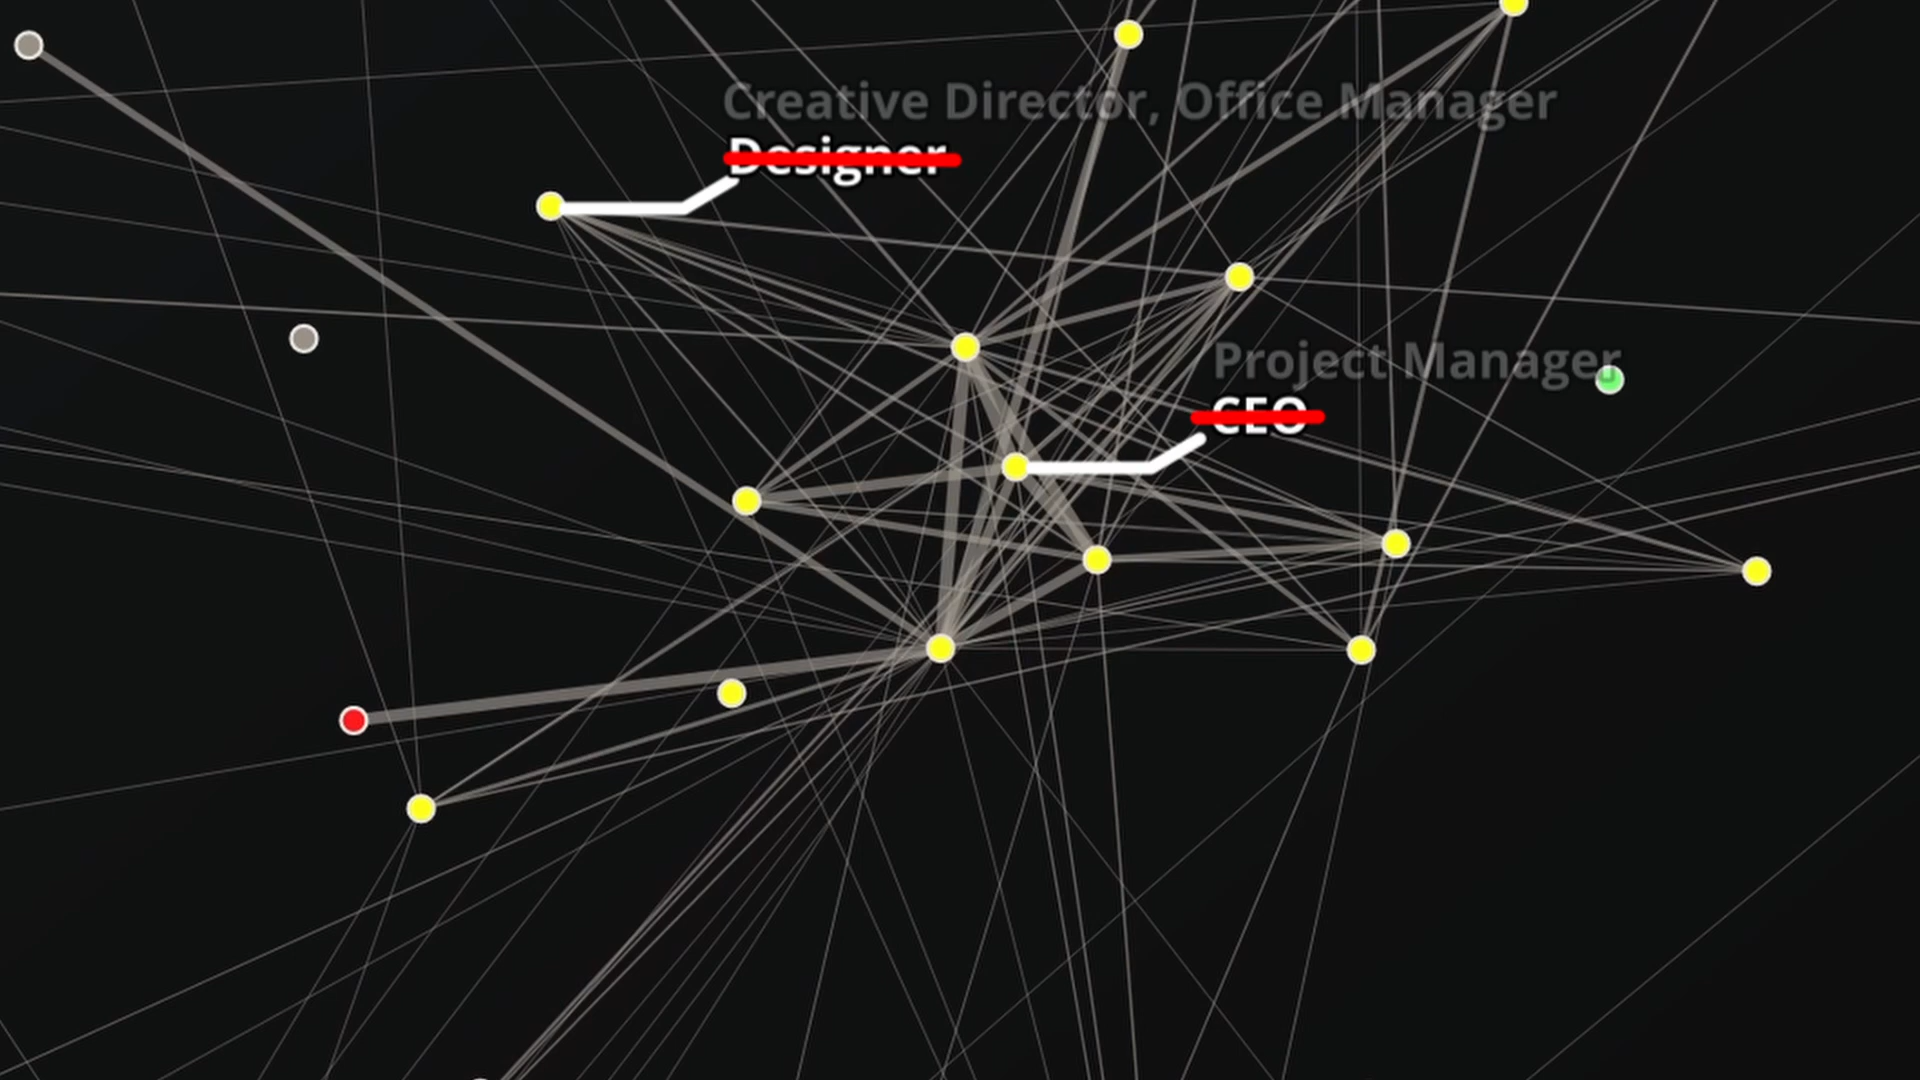 Creative Director, Office Manager
Designer
Project Manager
CEO